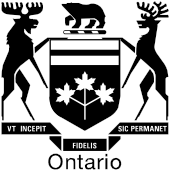 VT INCEPIT SIC PERMANET
FIDELIS
Ontario